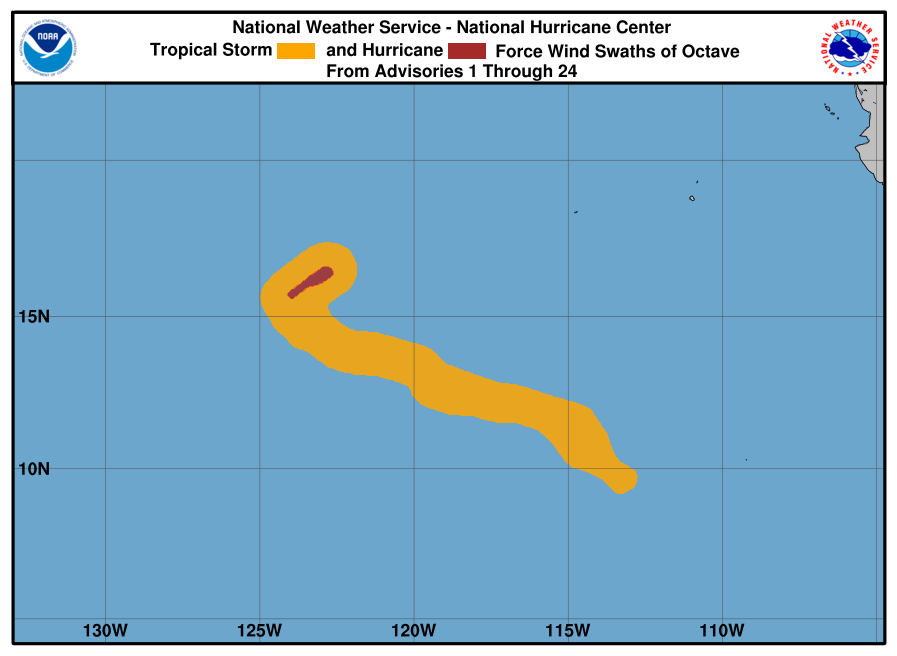 National Weather Service - National Hurricane Center
Tropical Storm and Hurricane Force Wind Swaths of Octave
From Advisories 1 Through 24
NOAA
NATIONAL WEATHER SERVICE
15N
10N
130W 125W 120W 115W 110W